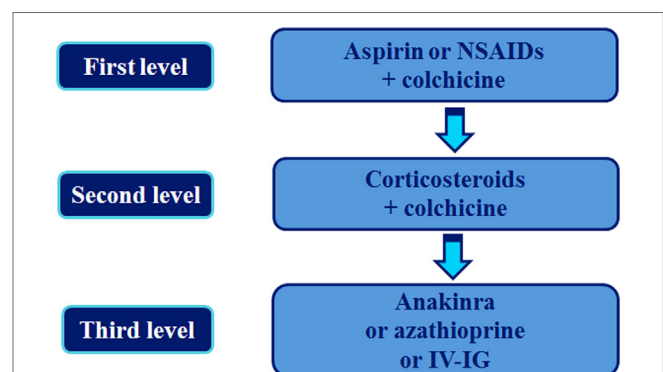 First level
Aspirin or NSAIDs
+ colchicine
Second level
Corticosteroids
+ colchicine
Third level
Anakinra
or azathioprine
or IV-IG